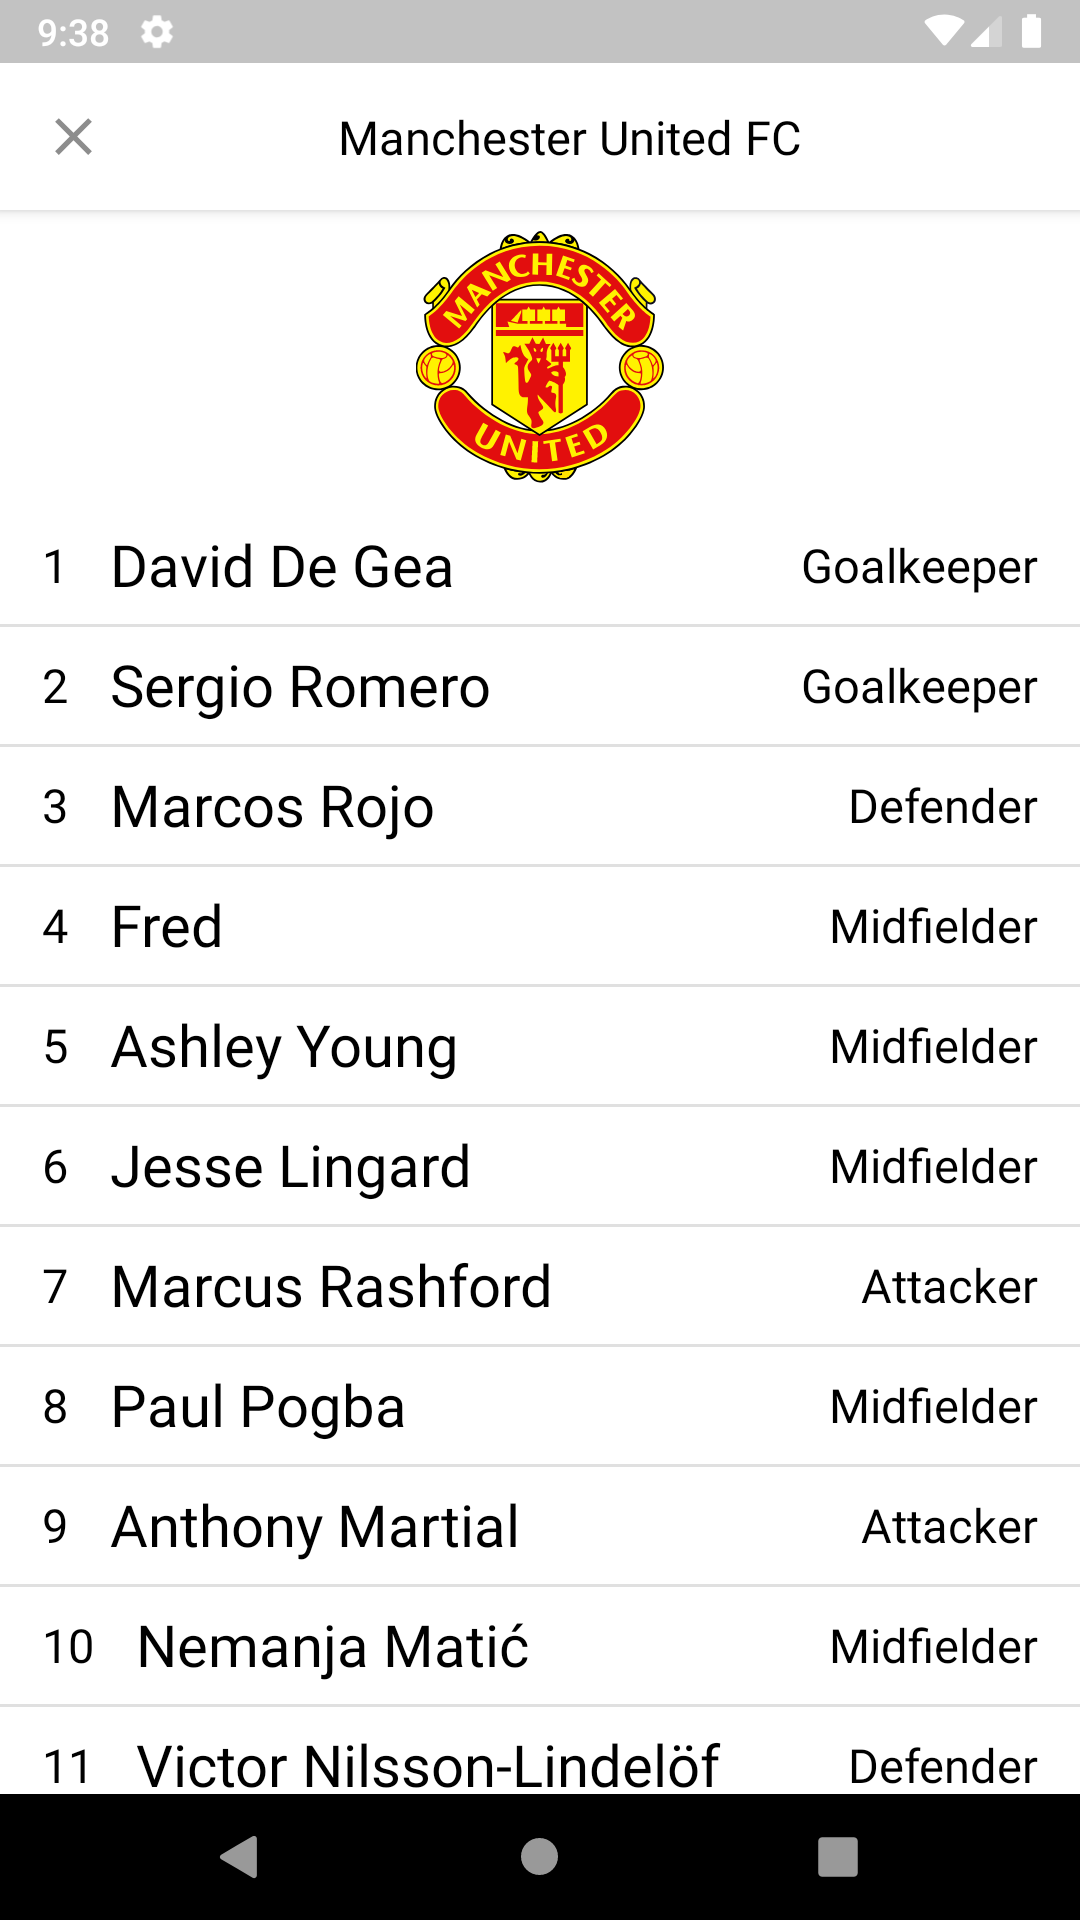 9:38
Manchester United FC
MANCHESTER
UNITED
1 David De Gea Goalkeeper
2 Sergio Romero Goalkeeper
3 Marcos Rojo Defender
4 Fred Midfielder
5 Ashley Young Midfielder
6 Jesse Lingard Midfielder
7 Marcus Rashford Attacker
8 Paul Pogba Midfielder
9 Anthony Martial Attacker
10 Nemanja Matić Midfielder
11 Victor Nilsson-Lindelöf Defender